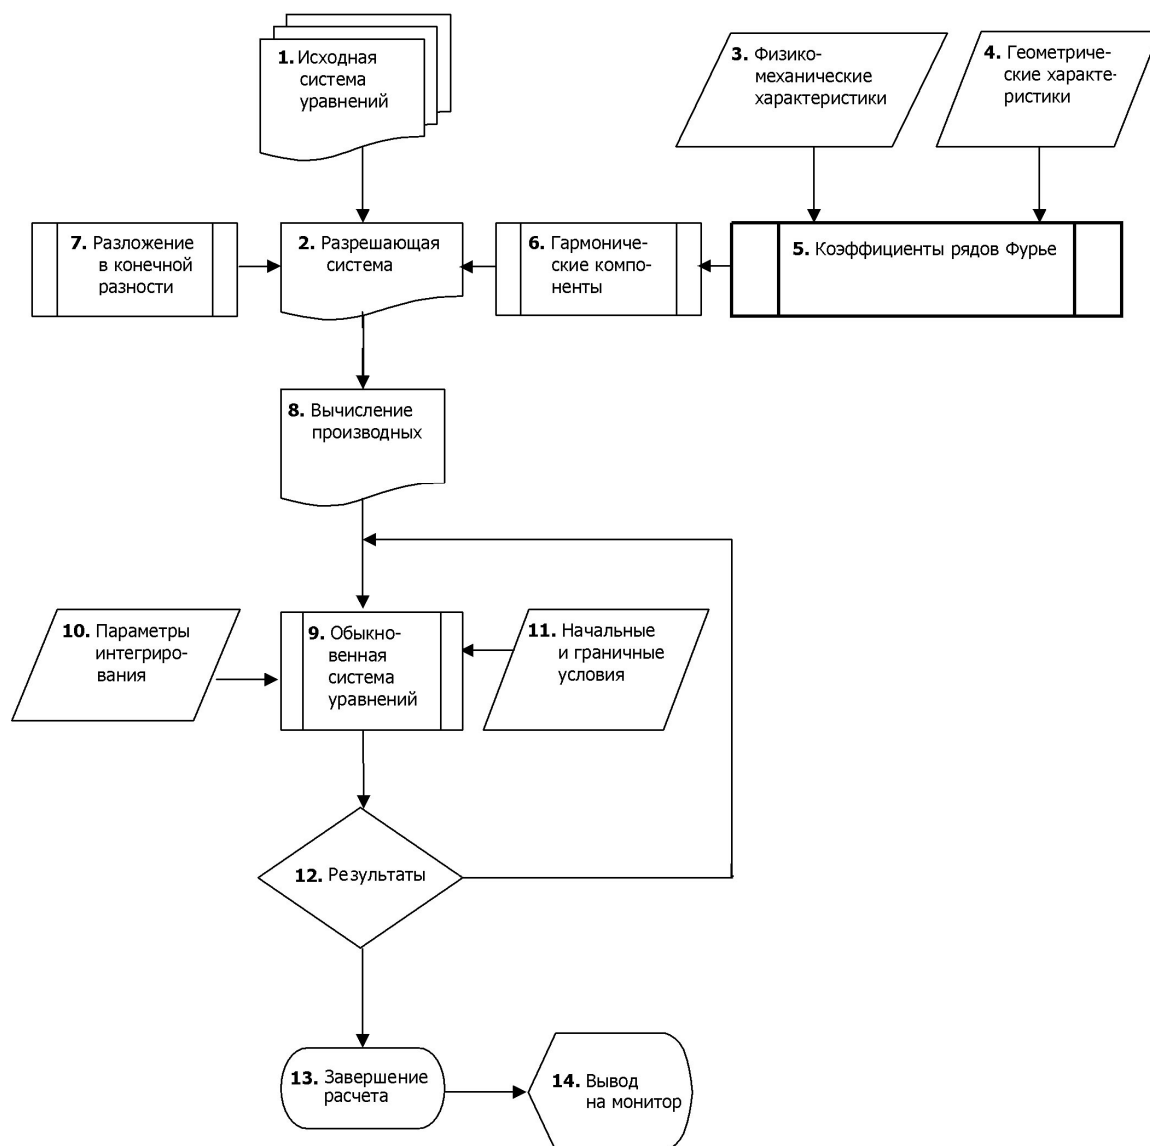 1. Исходная
система
уравнений
3. Физико-
механические
характеристики
4. Геометриче-
ские характе-
ристики
7. Разложение
в конечной
разности
2. Разрешающая
система
6. Гармониче-
ские компо-
ненты
5. Коэффициенты рядов Фурье
8. Вычисление
производных
10. Параметры
интегриро-
вания
9. Обыкно-
венная
система
уравнений
11. Начальные
и граничные
условия
12. Результаты
13. Завершение
расчета
14. Вывод
на монитор